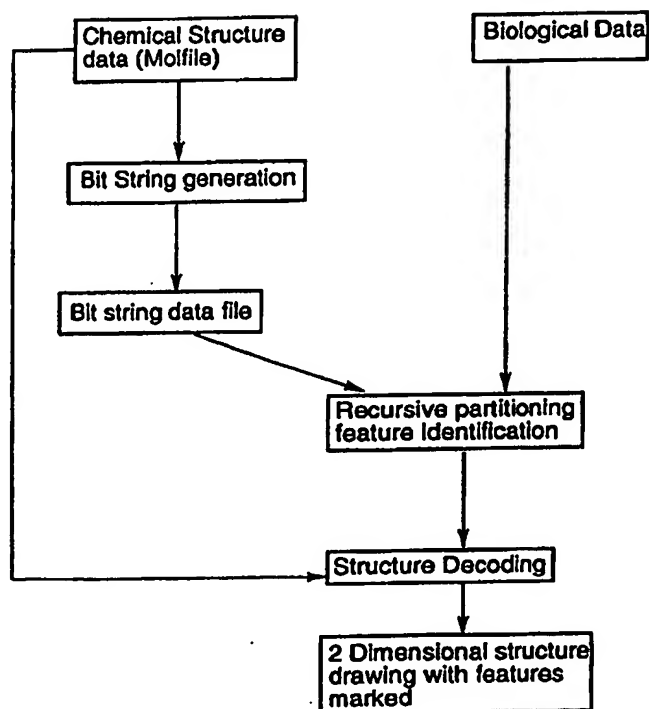 Chemical Structure
data (Molfile)
Biological Data
Bit String generation
Bit string data file
Recursive partitioning
feature Identification
Structure Decoding
2 Dimensional structure
drawing with features
marked